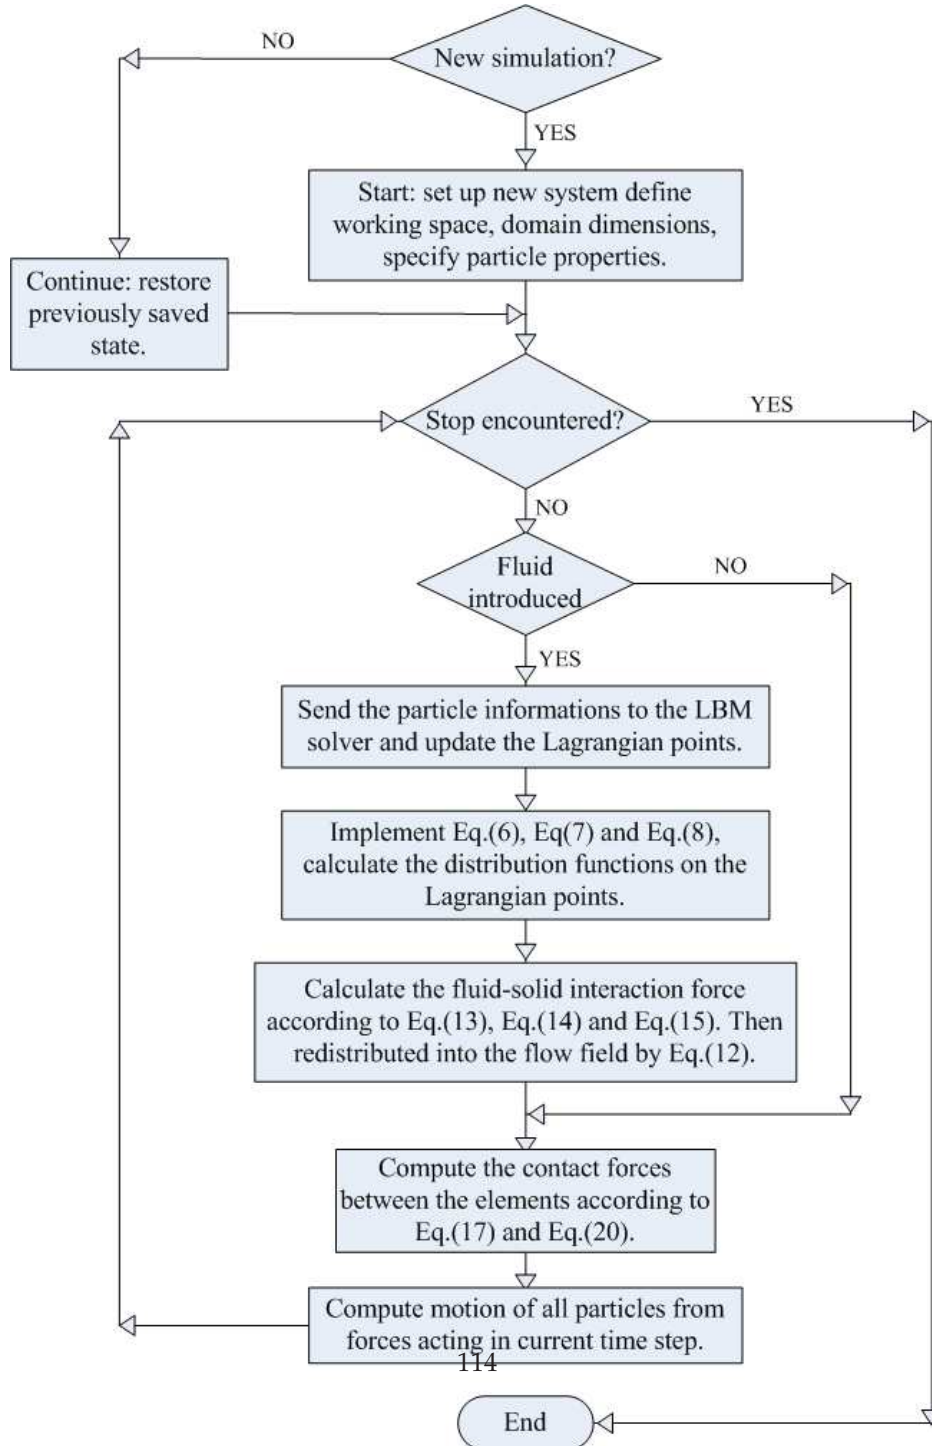 New simulation?
NO
YES
Start: set up new system define
working space, domain dimensions,
specify particle properties.
Continue: restore
previously saved
state.
Stop encountered?
YES
NO
Fluid
introduced
NO
YES
Send the particle informations to the LBM
solver and update the Lagrangian points.
Implement Eq.(6), Eq(7) and Eq.(8),
calculate the distribution functions on the
Lagrangian points.
Calculate the fluid-solid interaction force
according to Eq.(13), Eq.(14) and Eq.(15). Then
redistributed into the flow field by Eq.(12).
Compute the contact forces
between the elements according to
Eq.(17) and Eq.(20).
Compute motion of all particles from
forces acting in current time step.
114
End